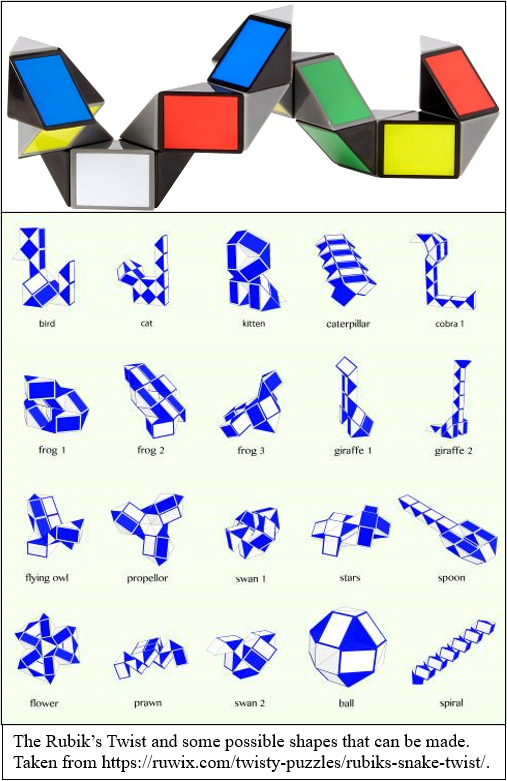 bird cat kitten caterpillar cobra 1
frog 1 frog 2 frog 3 giraffe 1 giraffe 2
flying owl propellor swan 1 stars spoon
flower prawn swan 2 ball spiral
The Rubik's Twist and some possible shapes that can be made.
Taken from https://ruwix.com/twisty-puzzles/rubiks-snake-twist/.